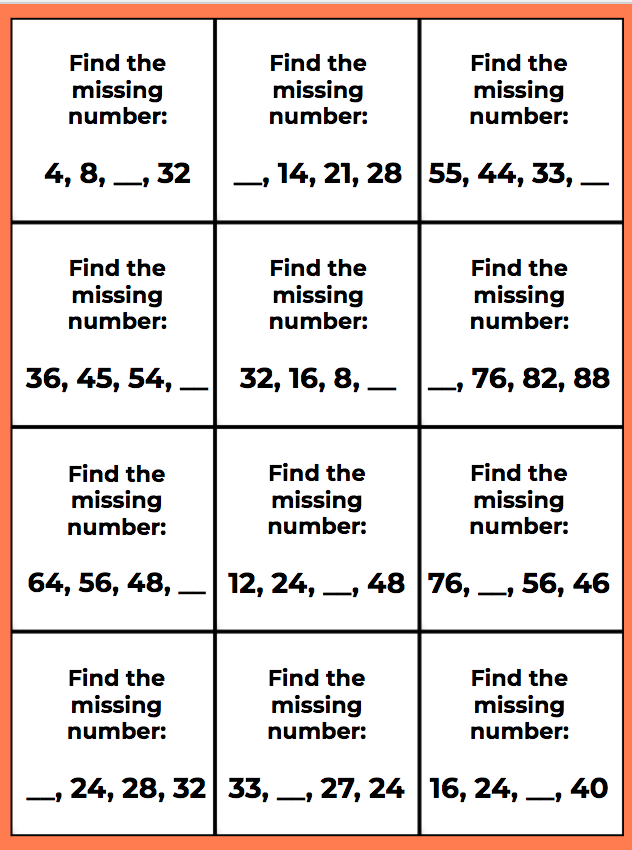 Find the
missing
number:
4, 8, __, 32
Find the
missing
number:
__, 14, 21, 28
Find the
missing
number:
55, 44, 33, __
Find the
missing
number:
36, 45, 54, __
Find the
missing
number:
32, 16, 8, __
Find the
missing
number:
__, 76, 82, 88
Find the
missing
number:
64, 56, 48, __
Find the
missing
number:
12, 24, __, 48
Find the
missing
number:
76, __, 56, 46
Find the
missing
number:
__, 24, 28, 32
Find the
missing
number:
33, __, 27, 24
Find the
missing
number:
16, 24, __, 40